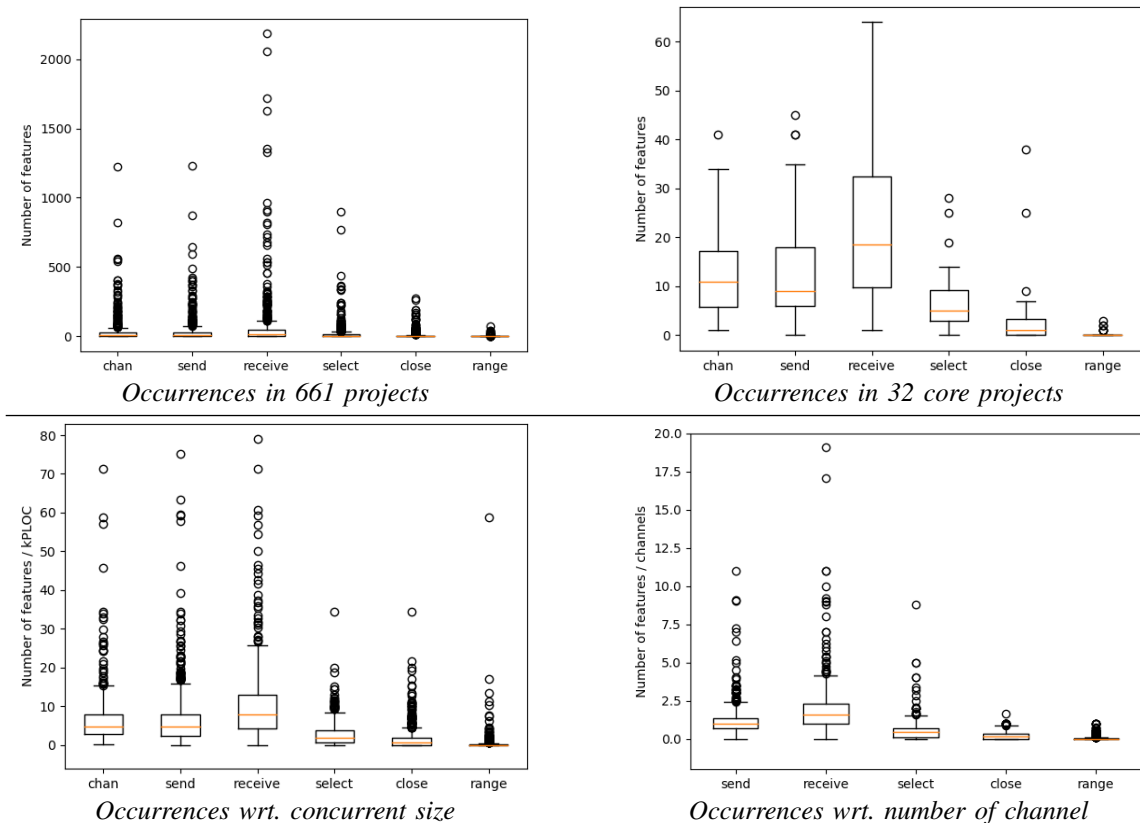 2000
1500
1000
500
0
Number of features
chan send receive select close range
Occurrences in 661 projects
60
50
40
30
20
10
0
Number of features
chan send receive select close range
Occurrences in 32 core projects
80
70
60
50
40
30
20
10
0
Number of features / kPLOC
chan send receive select close range
Occurrences wrt. concurrent size
20.0
17.5
15.0
12.5
10.0
7.5
5.0
2.5
0.0
Number of features / channels
send receive select close range
Occurrences wrt. number of channel